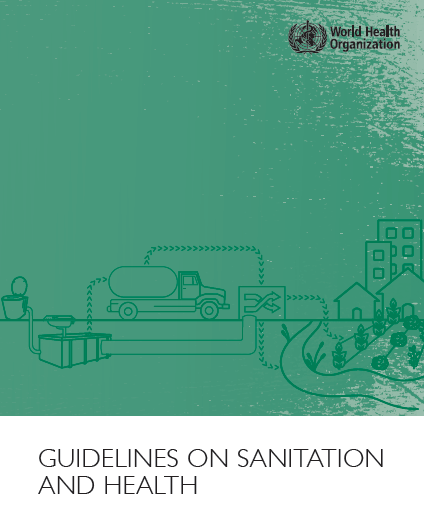 World Health
Organization
GUIDELINES ON SANITATION
AND HEALTH